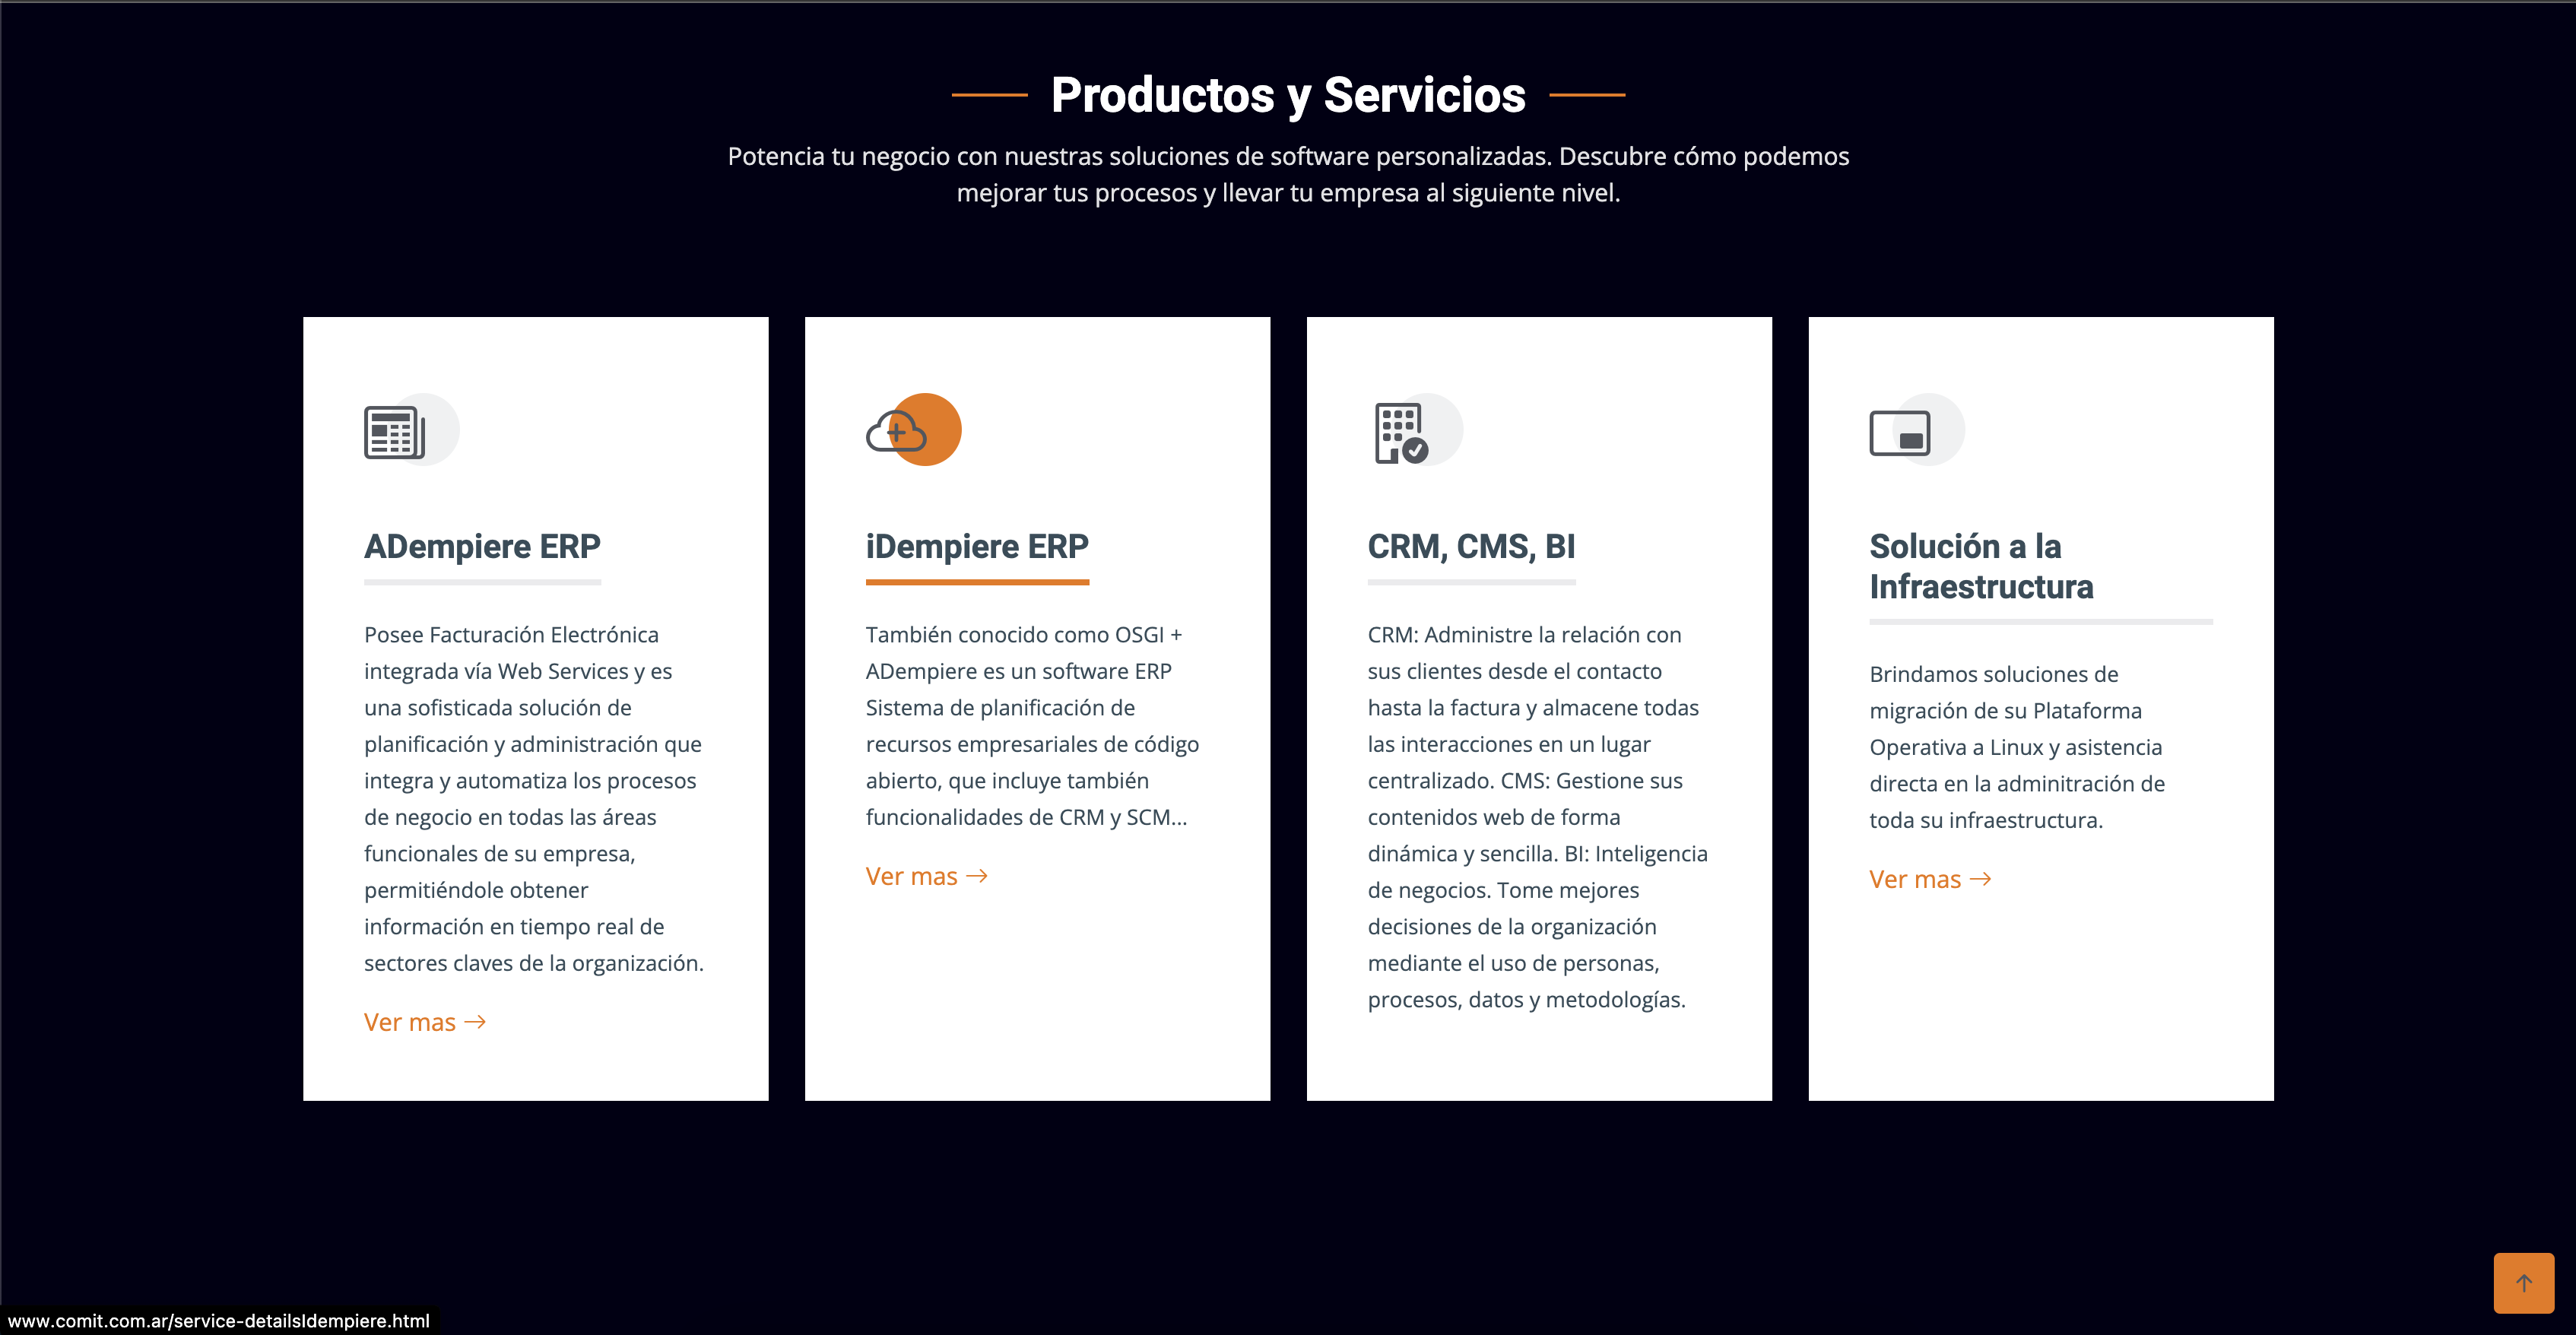 Productos y Servicios
Potencia tu negocio con nuestras soluciones de software personalizadas. Descubre cómo podemos
mejorar tus procesos y llevar tu empresa al siguiente nivel.
ADempiere ERP
Posee Facturación Electrónica
integrada vía Web Services y es
una sofisticada solución de
planificación y administración que
integra y automatiza los procesos
de negocio en todas las áreas
funcionales de su empresa,
permitiéndole obtener
información en tiempo real de
sectores claves de la organización.
Ver mas
iDempiere ERP
También conocido como OSGI +
ADempiere es un software ERP
Sistema de planificación de
recursos empresariales de código
abierto, que incluye también
funcionalidades de CRM y SCM...
Ver mas
CRM, CMS, BI
CRM: Administre la relación con
sus clientes desde el contacto
hasta la factura y almacene todas
las interacciones en un lugar
centralizado. CMS: Gestione sus
contenidos web de forma
dinámica y sencilla. BI: Inteligencia
de negocios. Tome mejores
decisiones de la organización
mediante el uso de personas,
procesos, datos y metodologías.
Solución a la
Infraestructura
Brindamos soluciones de
migración de su Plataforma
Operativa a Linux y asistencia
directa en la adminitración de
toda su infraestructura.
Ver mas
www.comit.com.ar/service-detailsIdempiere.html